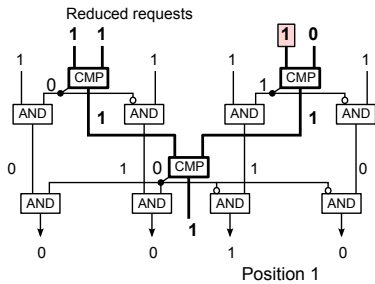 Reduced requests
1 1 1 0
1 1 1 1
0 CMP 1 CMP
AND AND AND AND
1 1
0 1 0 1 0
CMP
AND AND AND AND
1
0 0 1 0
Position 1